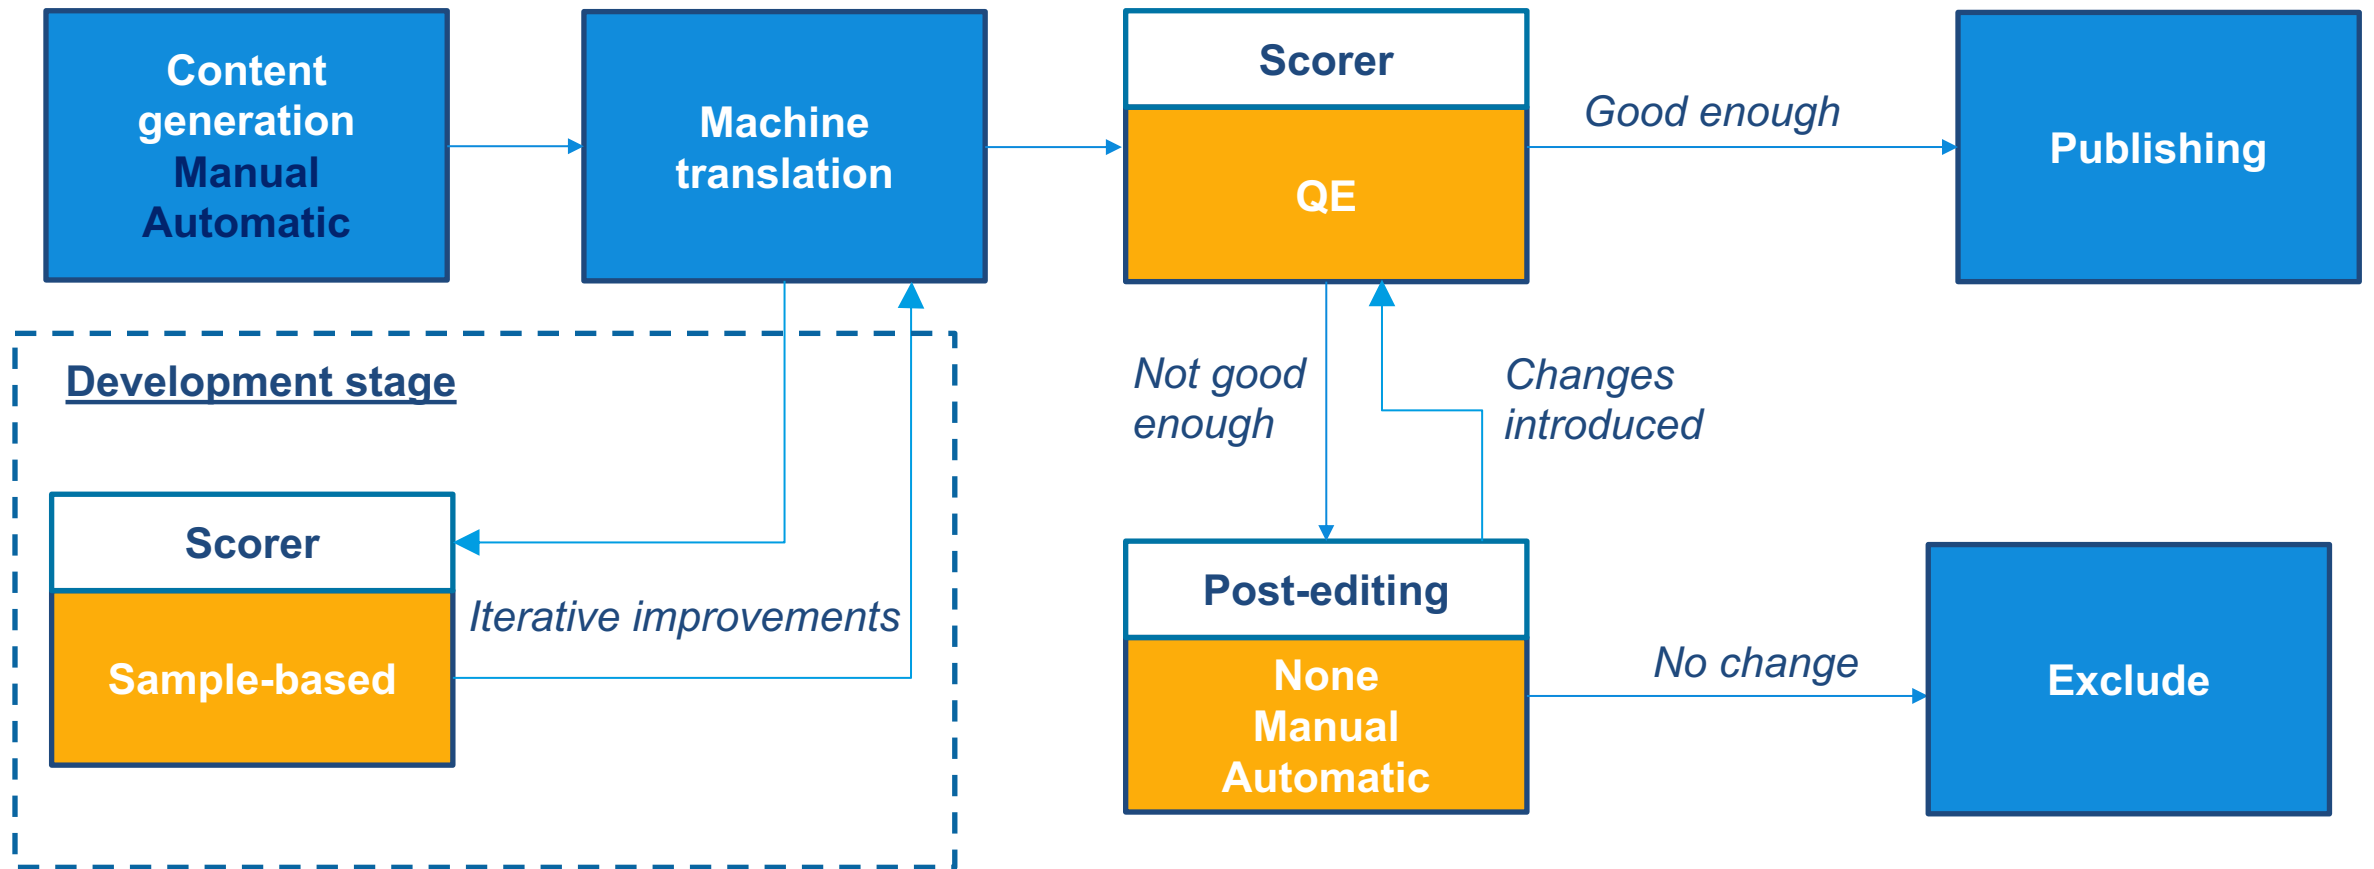 Content
generation
Manual
Automatic
Machine
translation
Scorer
QE
Good enough
Publishing
Development stage
Scorer
Sample-based
Iterative improvements
Not good
enough
Changes
introduced
Post-editing
None
Manual
Automatic
No change
Exclude